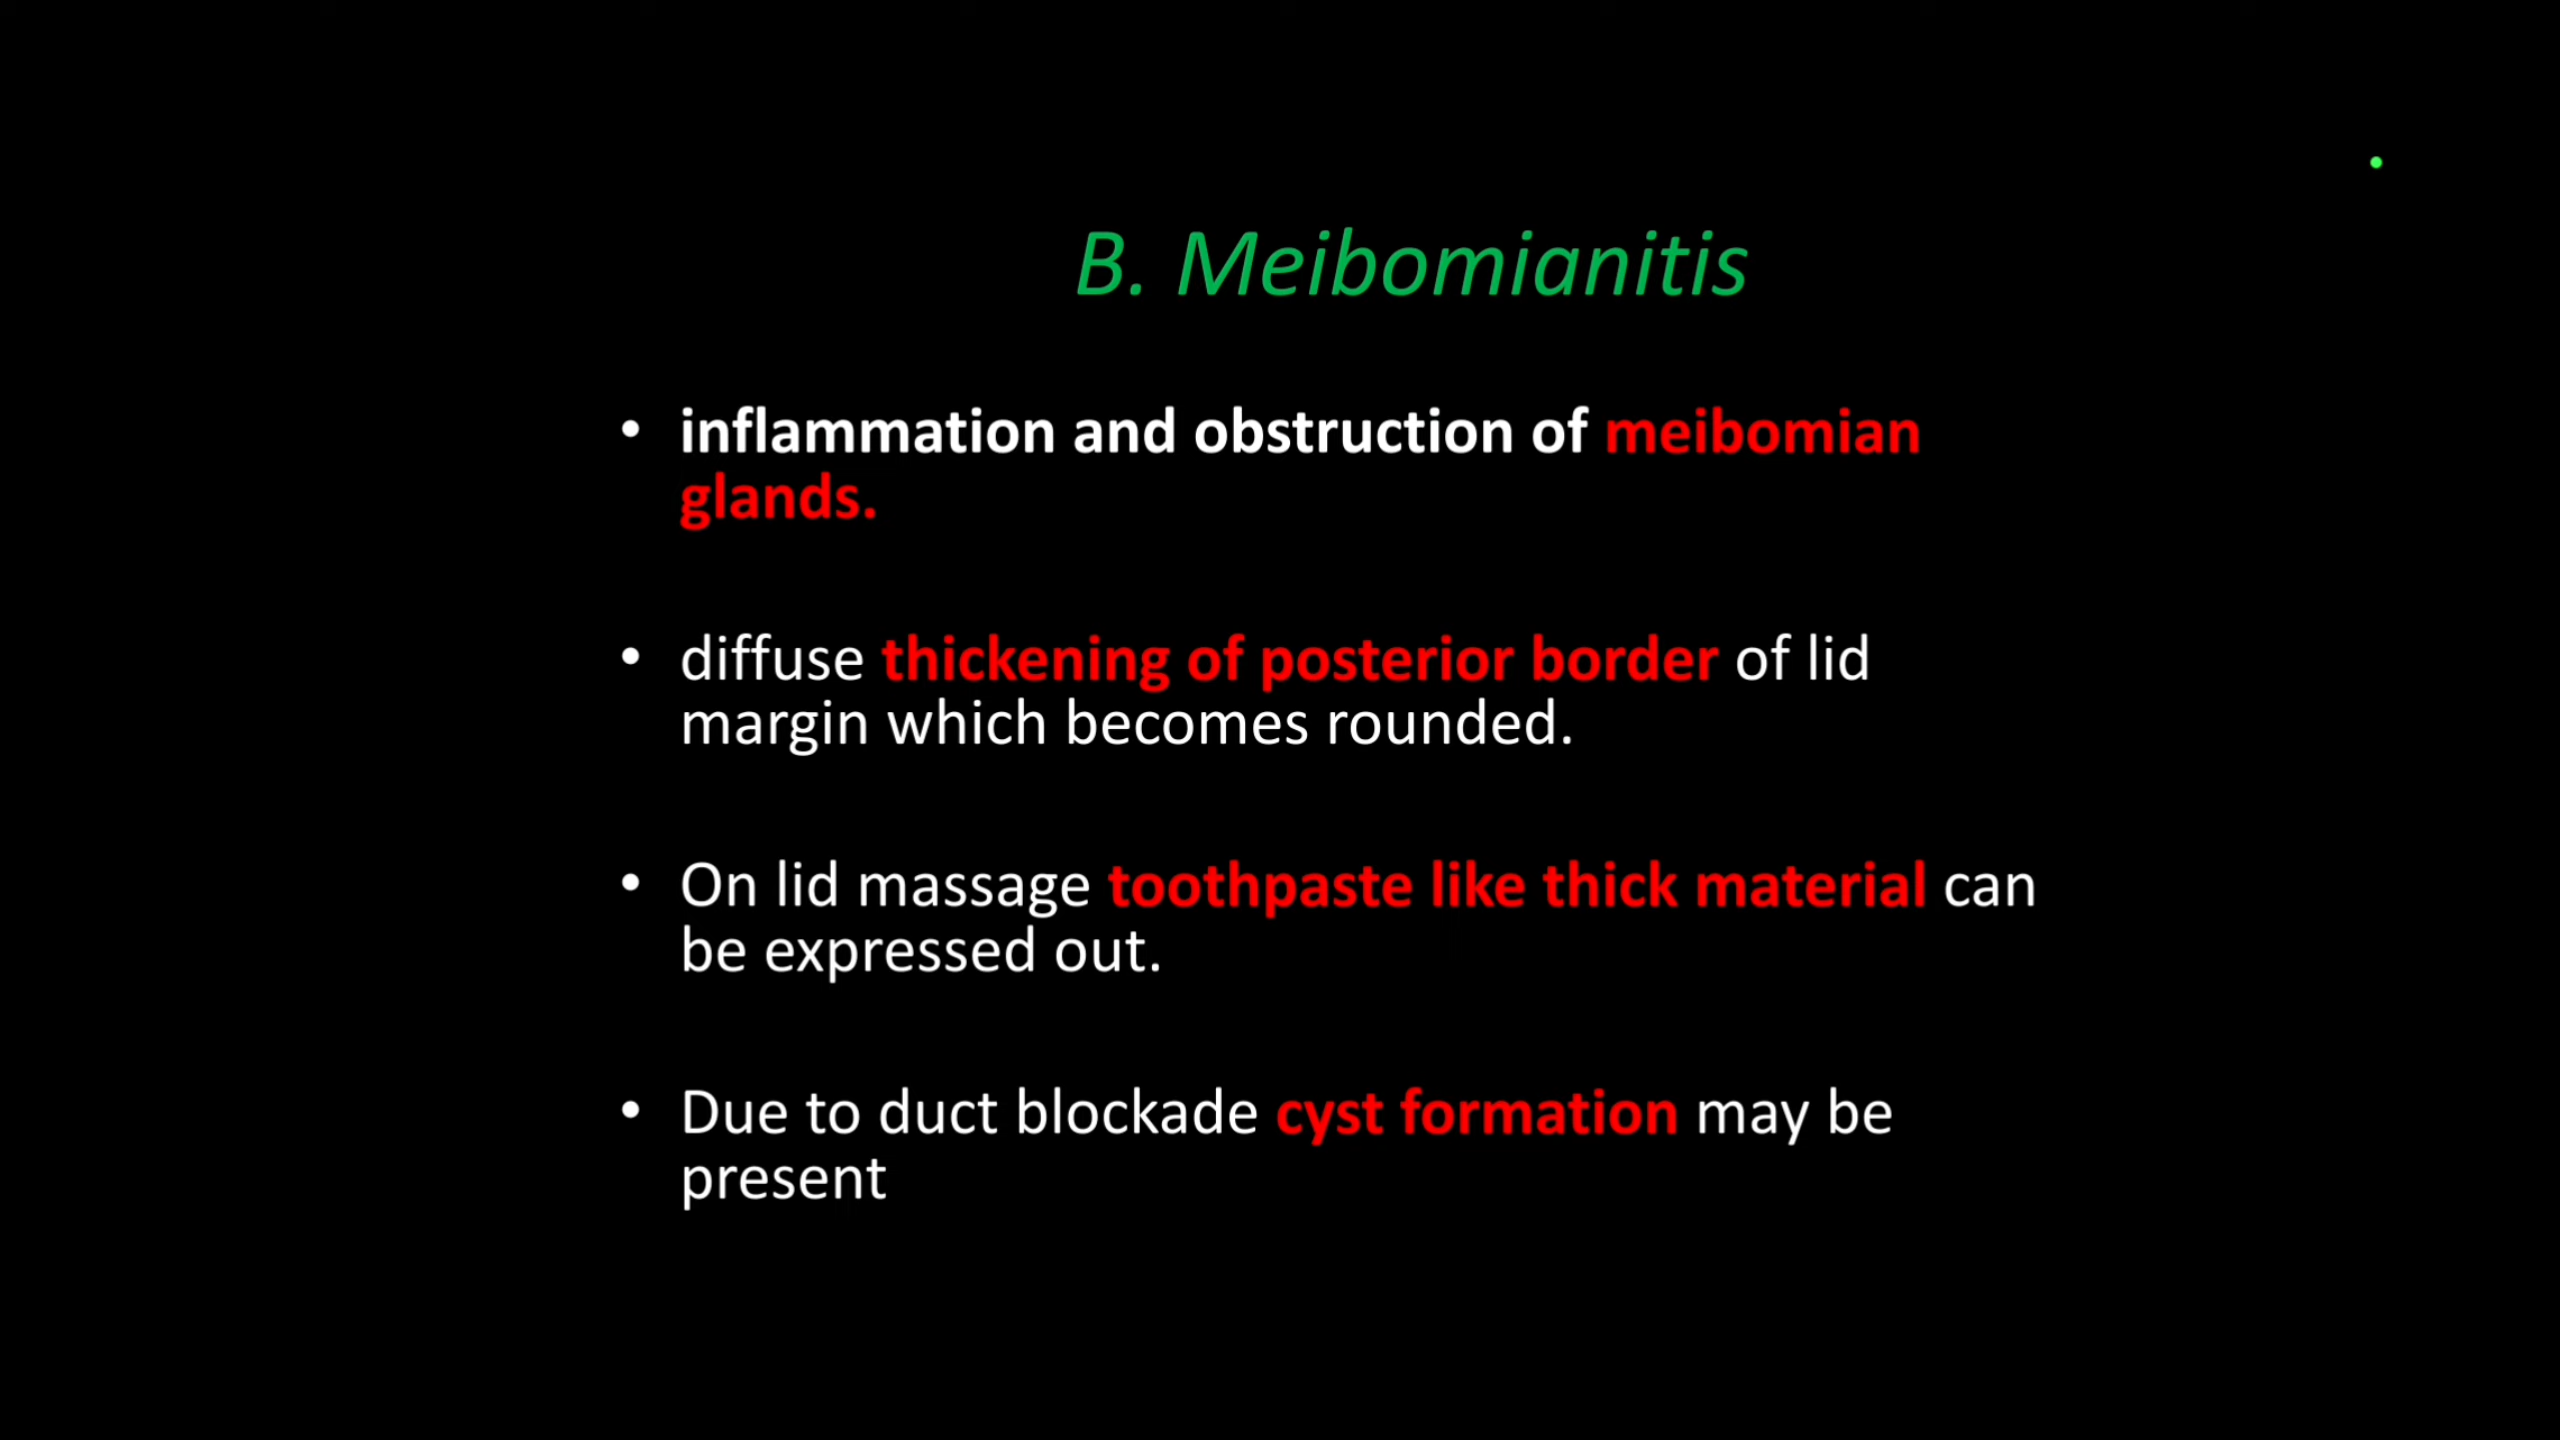 B. Meibomianitis
• inflammation and obstruction of meibomian
glands.
• diffuse thickening of posterior border of lid
margin which becomes rounded.
• On lid massage toothpaste like thick material can
be expressed out.
• Due to duct blockade cyst formation may be
present